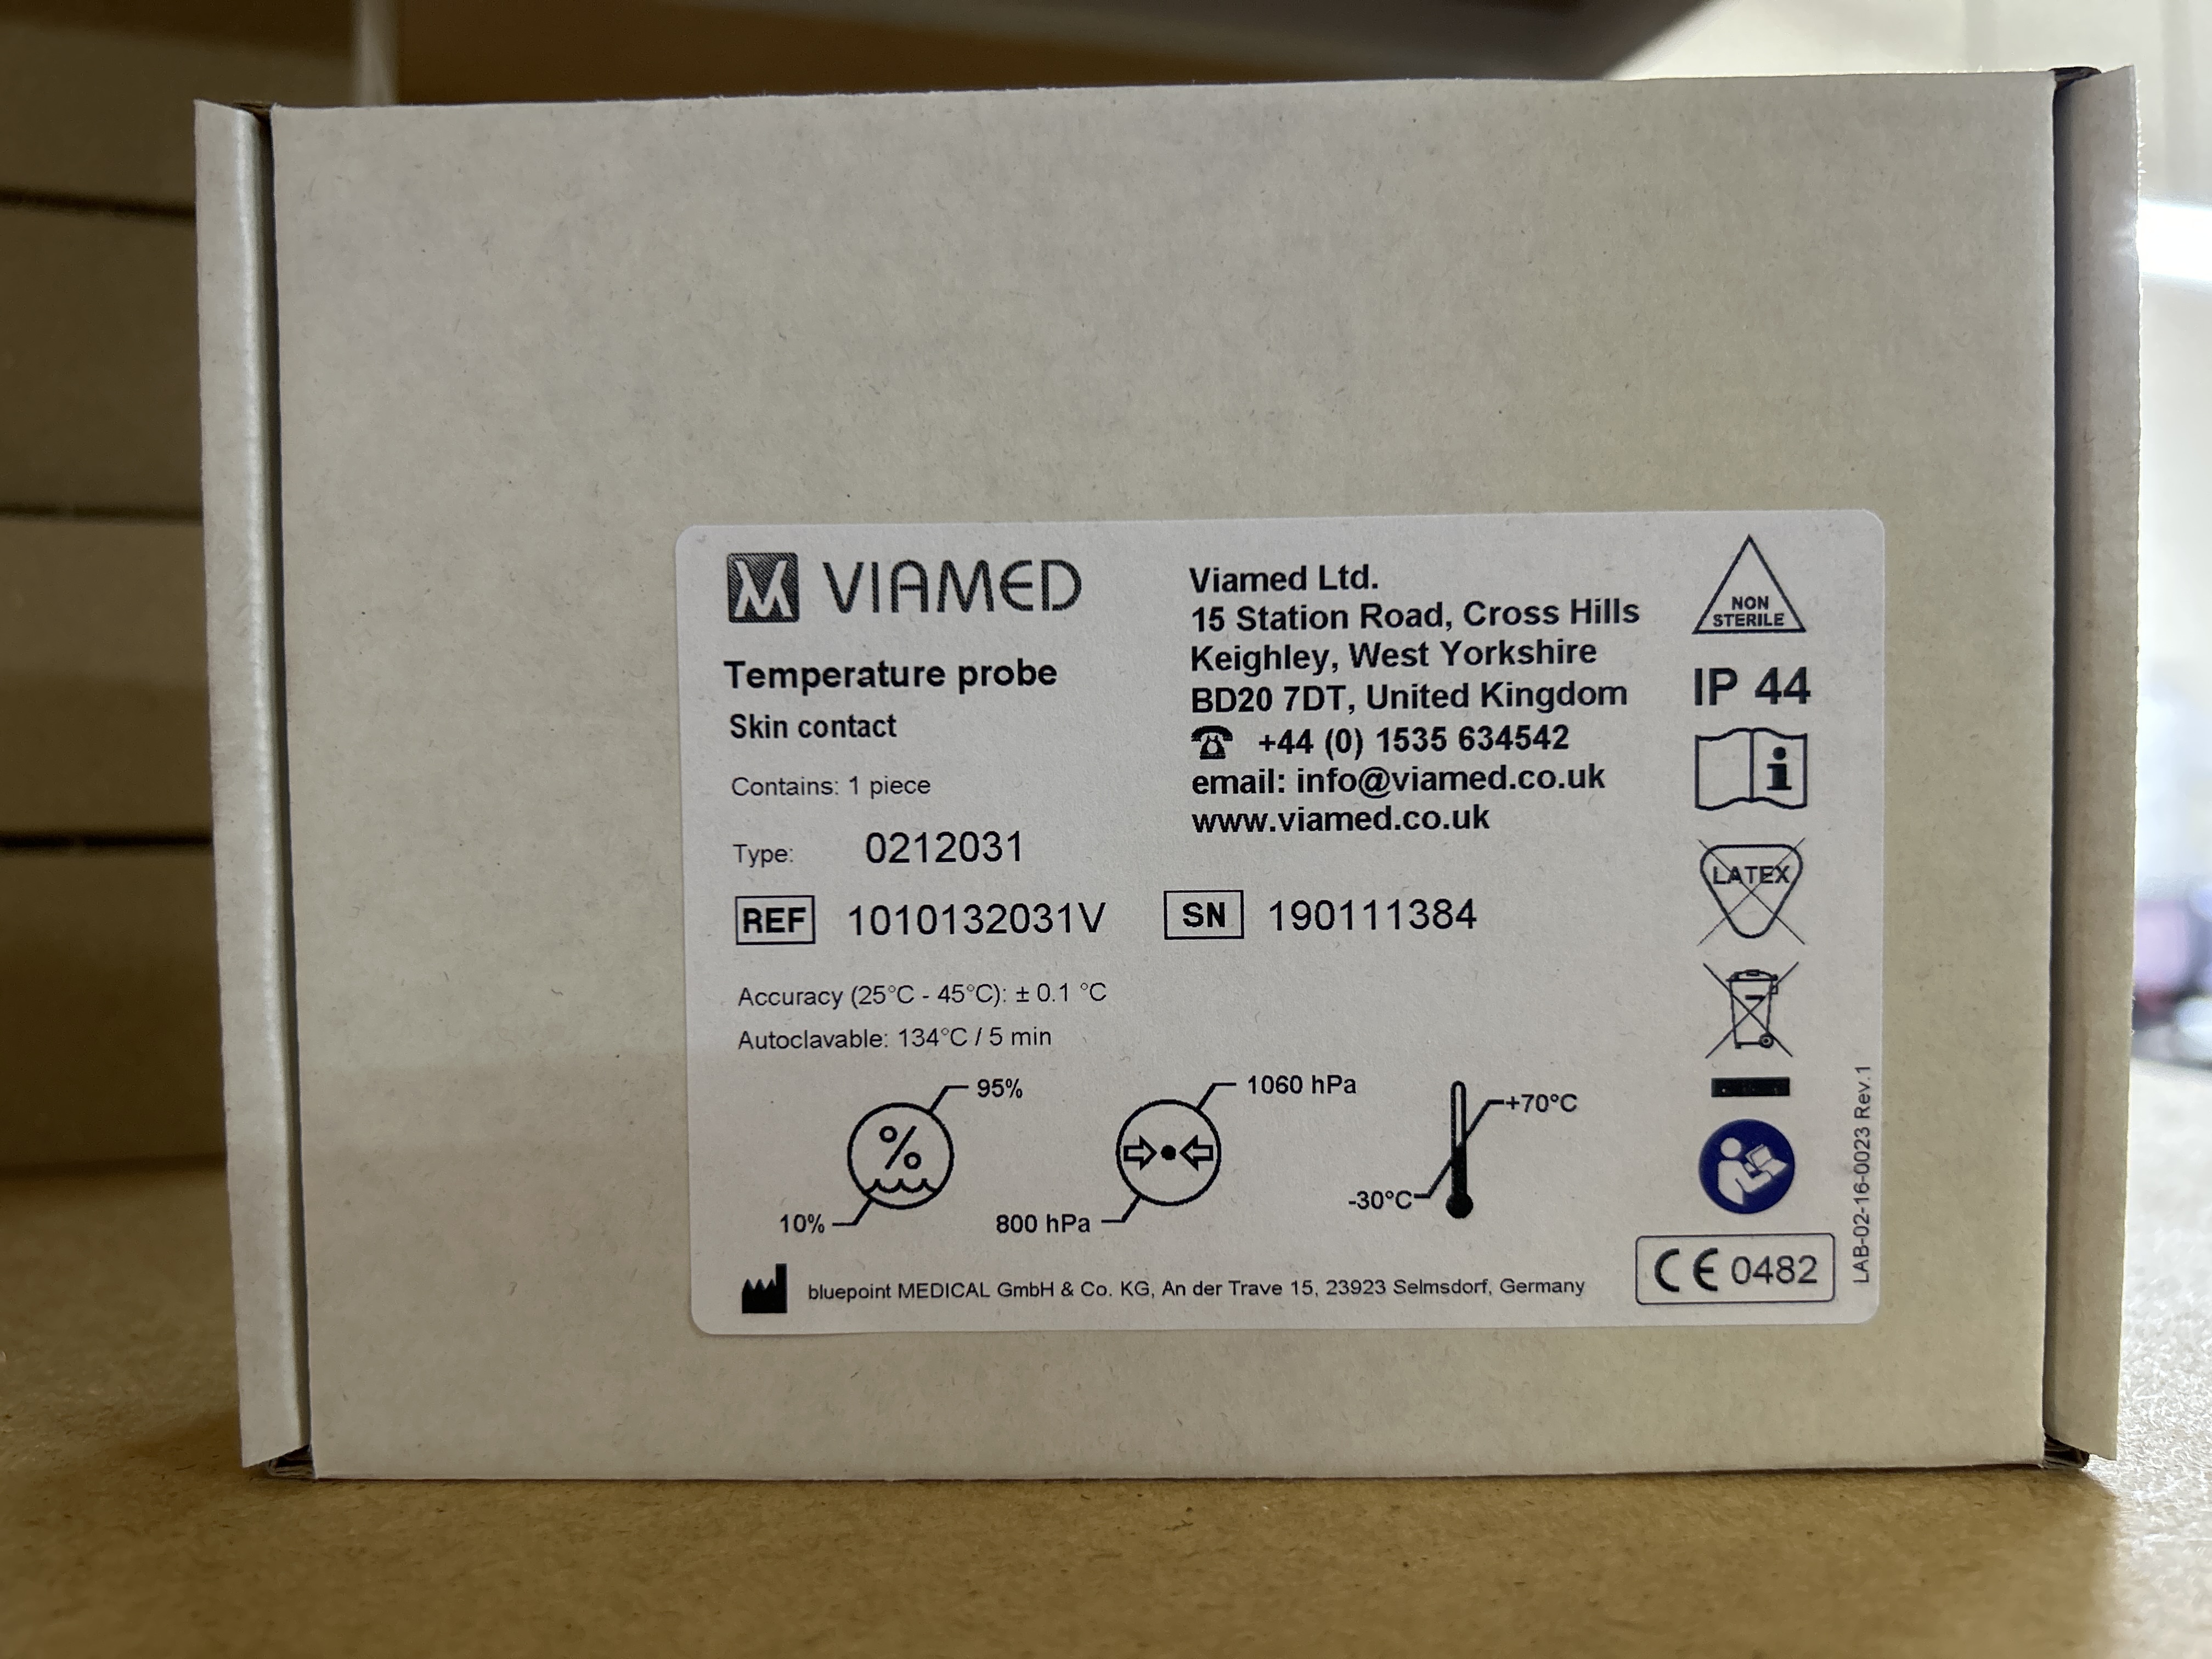 VIAMED
Temperature probe
Skin contact
Contains: 1 piece
Type: 0212031
REF 1010132031V
SN 190111384
Accuracy (25°C - 45°C): ± 0.1 °C
Autoclavable: 134°C / 5 min
Viamed Ltd.
15 Station Road, Cross Hills
Keighley, West Yorkshire
BD20 7DT, United Kingdom
+44 (0) 1535 634542
email: info@viamed.co.uk
www.viamed.co.uk
NON
STERILE
IP 44
i
LATEX
95%
%
10%
1060 hPa
800 hPa
+70°C
-30°C
bluepoint MEDICAL GmbH & Co. KG, An der Trave 15, 23923 Selmsdorf, Germany
CE 0482
LAB-02-16-0023 Rev.1